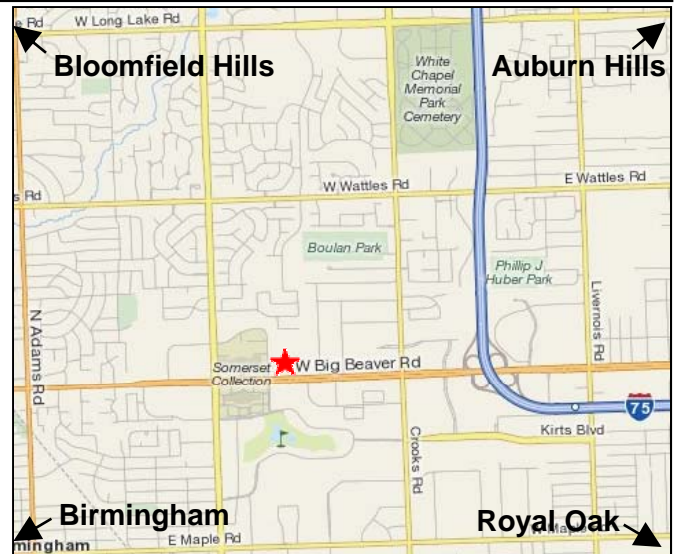 e Rd
W Long Lake Rd
Bloomfield Hills
Auburn Hills
White
Chapel
Memorial
Park
Cemetery
W Wattles Rd
E Wattles Rd
s Rd
Boulan Park
Phillip J
Huber Park
N Adams Rd
Livernois Rd
Somerset
Collection
W Big Beaver Rd
75
Kirts Blvd
Crooks Rd
Birmingham
Royal Oak
mingham
E Maple Rd
W Maple